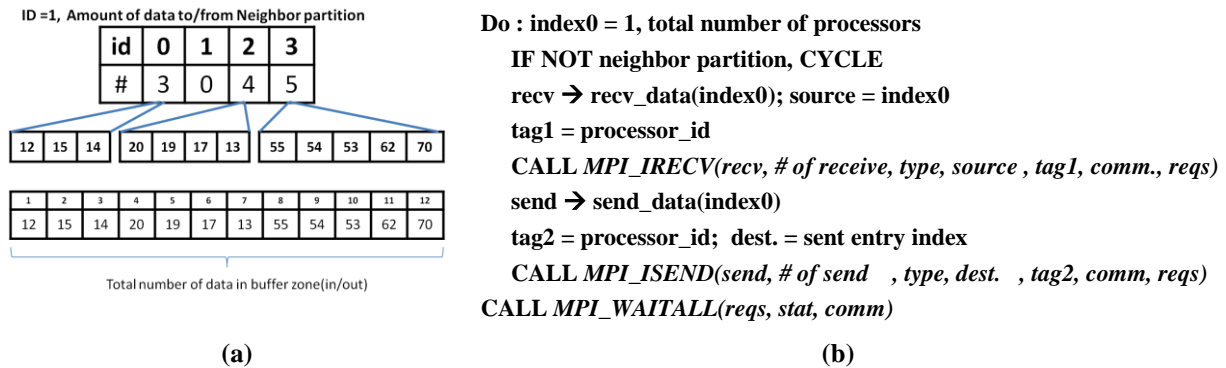 ID =1, Amount of data to/from Neighbor partition
id 0 1 2 3
# 3 0 4 5
12 15 14 20 19 17 13 55 54 53 62 70
1 2 3 4 5 6 7 8 9 10 11 12
12 15 14 20 19 17 13 55 54 53 62 70
Total number of data in buffer zone(in/out)
(a)
Do : index0 = 1, total number of processors
IF NOT neighbor partition, CYCLE
recv → recv_data(index0); source = index0
tag1 = processor_id
CALL MPI_IRECV(recv, # of receive, type, source , tag1, comm., reqs)
send → send_data(index0)
tag2 = processor_id; dest. = sent entry index
CALL MPI_ISEND(send, # of send , type, dest. , tag2, comm, reqs)
CALL MPI_WAITALL(reqs, stat, comm)
(b)